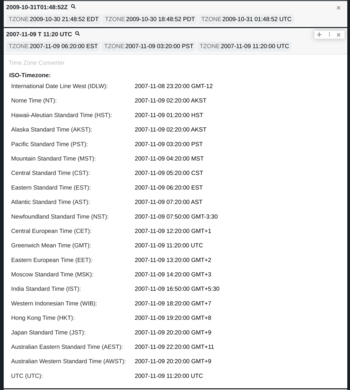 2009-10-31T01:48:52Z
TZONE 2009-10-30 21:48:52 EDT TZONE 2009-10-30 18:48:52 PDT TZONE 2009-10-31 01:48:52 UTC
2007-11-09 T 11:20 UTC
TZONE 2007-11-09 06:20:00 EST TZONE 2007-11-09 03:20:00 PST TZONE 2007-11-09 11:20:00 UTC
Time Zone Converter
ISO-Timezone:
International Date Line West (IDLW): 2007-11-08 23:20:00 GMT-12
Nome Time (NT): 2007-11-09 02:20:00 AKST
Hawaii-Aleutian Standard Time (HST): 2007-11-09 01:20:00 HST
Alaska Standard Time (AKST): 2007-11-09 02:20:00 AKST
Pacific Standard Time (PST): 2007-11-09 03:20:00 PST
Mountain Standard Time (MST): 2007-11-09 04:20:00 MST
Central Standard Time (CST): 2007-11-09 05:20:00 CST
Eastern Standard Time (EST): 2007-11-09 06:20:00 EST
Atlantic Standard Time (AST): 2007-11-09 07:20:00 AST
Newfoundland Standard Time (NST): 2007-11-09 07:50:00 GMT-3:30
Central European Time (CET): 2007-11-09 12:20:00 GMT+1
Greenwich Mean Time (GMT): 2007-11-09 11:20:00 UTC
Eastern European Time (EET): 2007-11-09 13:20:00 GMT+2
Moscow Standard Time (MSK): 2007-11-09 14:20:00 GMT+3
India Standard Time (IST): 2007-11-09 16:50:00 GMT+5:30
Western Indonesian Time (WIB): 2007-11-09 18:20:00 GMT+7
Hong Kong Time (HKT): 2007-11-09 19:20:00 GMT+8
Japan Standard Time (JST): 2007-11-09 20:20:00 GMT+9
Australian Eastern Standard Time (AEST): 2007-11-09 22:20:00 GMT+11
Australian Western Standard Time (AWST): 2007-11-09 20:20:00 GMT+9
UTC (UTC): 2007-11-09 11:20:00 UTC